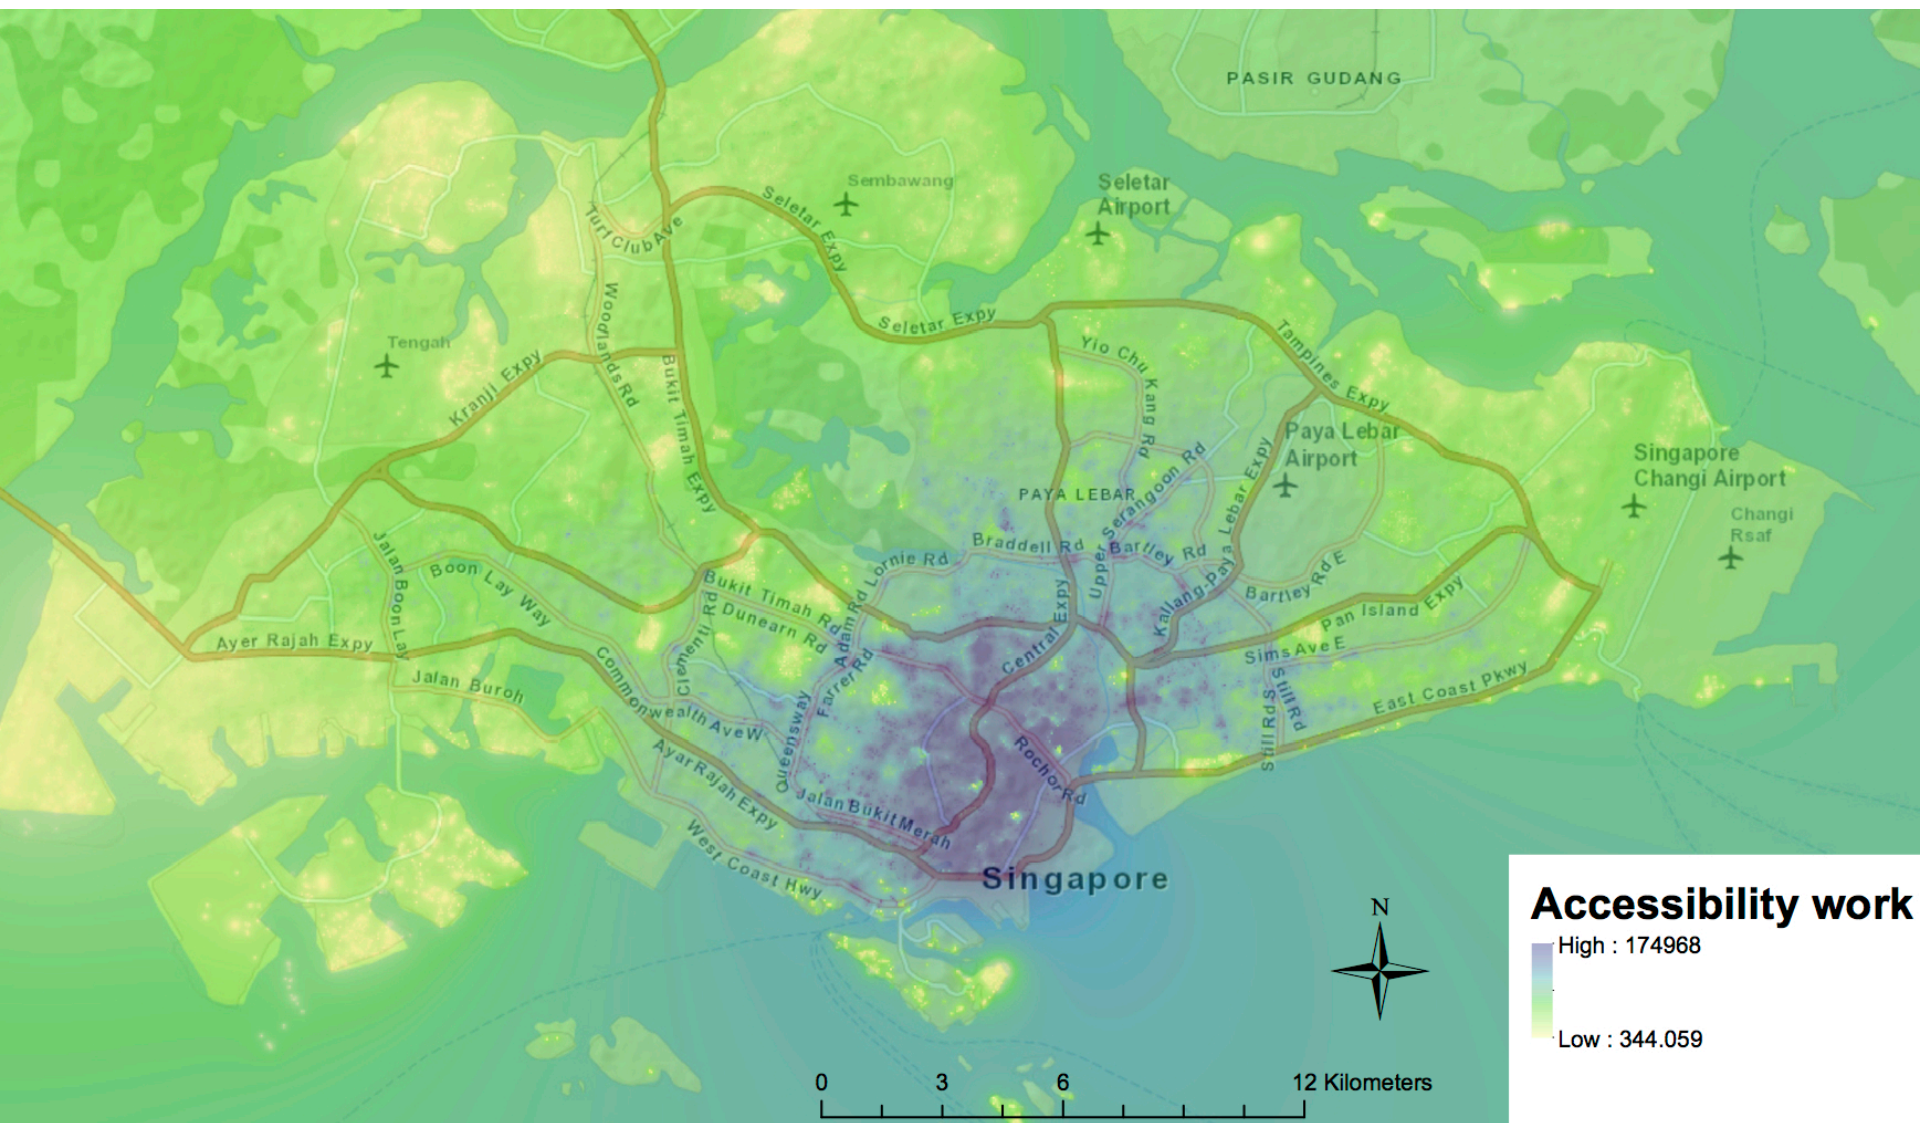 PASIR GUDANG
Sembawang
Seletar
Airport
Seletar Expy
Turf Club Ave
Woodlands Rd
Tengah
Kranji Expy
Bukit Timah Expy
Seletar Expy
Yio Chu Kang Rd
Tampines Expy
Paya Lebar
Airport
Singapore
Changi Airport
Changi
Rsaf
PAYA LEBAR
Upper Serangoon Rd
Kallang-Paya Lebar Expy
Braddell Rd
Bartley Rd
Lornie Rd
Bartley Rd E
Jalan Boon Lay
Boon Lay Way
Bukit Timah Rd
Dunearn Rd
Adam Rd
Farrer Rd
Clementi Rd
Central Expy
Pan Island Expy
Sims Ave E
Still Rd
Still Rd S
East Coast Pkwy
Ayer Rajah Expy
Jalan Buroh
Commonwealth Ave W
Queensway
Ayar Rajah Expy
Jalan Bukit Merah
Rochor Rd
West Coast Hwy
Singapore
N
0 3 6 12 Kilometers
Accessibility work
High : 174968
Low : 344.059